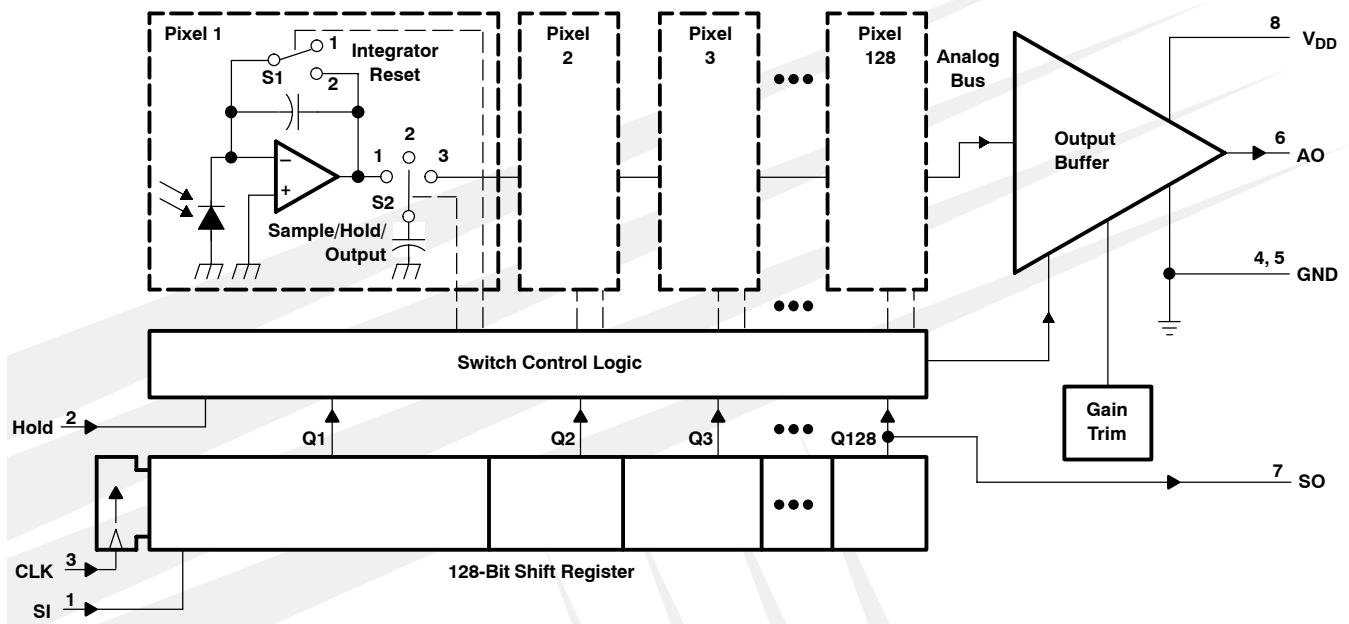 Pixel 1
1
Integrator
Reset
S1
2
–
+
1
2
3
S2
Sample/Hold/
Output
Pixel
2
Pixel
3
Pixel
128
Analog
Bus
Output
Buffer
8
VDD
6
AO
4, 5
GND
Switch Control Logic
Gain
Trim
Hold
2
Q1
Q2
Q3
Q128
7
SO
CLK
3
128-Bit Shift Register
SI
1